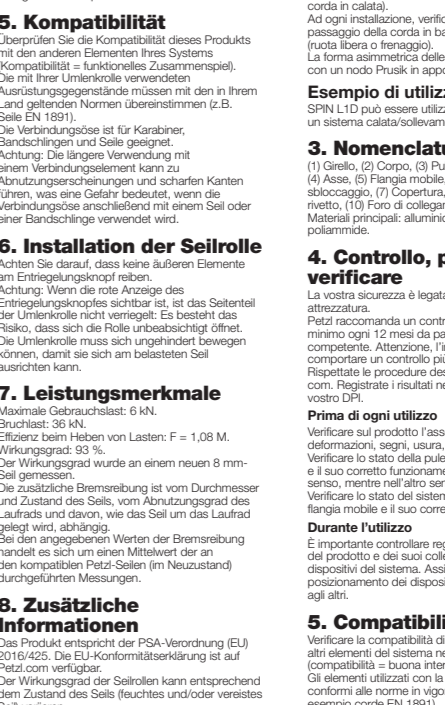 5. Kompatibilität
Überprüfen Sie die Kompatibilität dieses Produkts
mit den anderen Elementen Ihres Systems
(Kompatibilität = funktionelles Zusammenspiel).
Die mit Ihrer Umlenkrolle verwendeten
Ausrüstungsgegenstände müssen mit den in Ihrem
Land geltenden Normen übereinstimmen (z.B.
Seile EN 1891).
Die Verbindungsöse ist für Karabiner,
Bandschlingen und Seile geeignet.
Achtung: Die längere Verwendung mit
einem Verbindungselement kann zu
Abnutzungserscheinungen und scharfen Kanten
führen, was eine Gefahr bedeutet, wenn die
Verbindungsöse anschließend mit einem Seil oder
einer Bandschlinge verwendet wird.
6. Installation der Seilrolle
Achten Sie darauf, dass keine äußeren Elemente
am Entriegelungsknopf reiben.
Achtung: Wenn die rote Anzeige des
Entriegelungsknopfes sichtbar ist, ist das Seitenteil
der Umlenkrolle nicht verriegelt: Es besteht das
Risiko, dass sich die Rolle unbeabsichtigt öffnet.
Die Umlenkrolle muss sich ungehindert bewegen
können, damit sie sich am belasteten Seil
ausrichten kann.
7. Leistungsmerkmale
Maximale Gebrauchslast: 6 kN.
Bruchlast: 36 kN.
Effizienz beim Heben von Lasten: F = 1,08 M.
Wirkungsgrad: 93 %.
Der Wirkungsgrad wurde an einem neuen 8 mm-
Seil gemessen.
Die zusätzliche Bremsreibung ist vom Durchmesser
und Zustand des Seils, vom Abnutzungsgrad des
Laufrads und davon, wie das Seil um das Laufrad
gelegt wird, abhängig.
Bei den angegebenen Werten der Bremsreibung
handelt es sich um einen Mittelwert der an
den kompatiblen Petzl-Seilen (im Neuzustand)
durchgeführten Messungen.
8. Zusätzliche
Informationen
Das Produkt entspricht der PSA-Verordnung (EU)
2016/425. Die EU-Konformitätserklärung ist auf
Petzl.com verfügbar.
Der Wirkungsgrad der Seilrollen kann entsprechend
dem Zustand des Seils (feuchtes und/oder vereistes
corda in calata).
Ad ogni installazione, verific
passaggio della corda in ba
(ruota libera o frenaggio).
La forma asimmetrica delle
con un nodo Prusik in appo
Esempio di utilizz
SPIN L1D può essere utilizz
un sistema calata/sollevam
3. Nomenclatu
(1) Girello, (2) Corpo, (3) Pu
(4) Asse, (5) Flangia mobile,
sbloccaggio, (7) Copertura,
rivetto, (10) Foro di collegam
Materiali principali: alluminio
poliammide.
4. Controllo, p
verificare
La vostra sicurezza è legata
attrezzatura.
Petzl raccomanda un contr
minimo ogni 12 mesi da pa
competente. Attenzione, l'i
comportare un controllo più
Rispettate le procedure des
com. Registrate i risultati ne
vostro DPI.
Prima di ogni utilizzo
Verificare sul prodotto l'asse
deformazioni, segni, usura,
Verificare lo stato della pule
e il suo corretto funzioname
senso, mentre nell'altro sen
Verificare lo stato del sistem
flangia mobile e il suo corre
Durante l'utilizzo
È importante controllare reg
del prodotto e dei suoi colle
dispositivi del sistema. Assi
posizionamento dei disposi
agli altri.
5. Compatibili
Verificare la compatibilità di
altri elementi del sistema ne
(compatibilità = buona inter
Gli elementi utilizzati con la
conformi alle norme in vigo
esempio corde EN 1891).